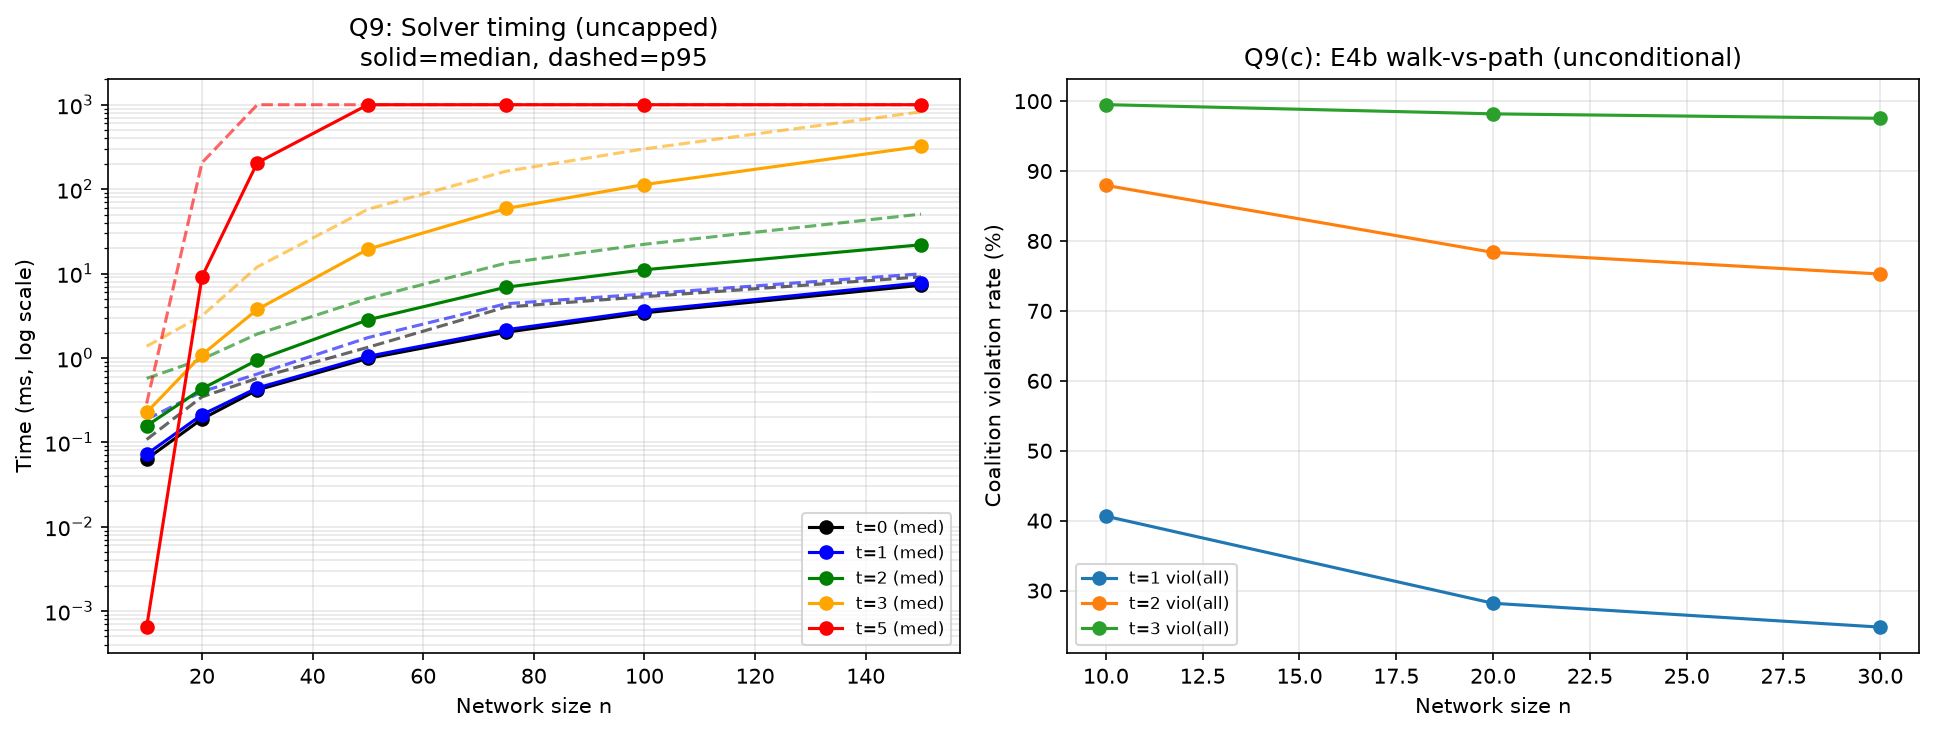 Q9: Solver timing (uncapped)
solid=median, dashed=p95
10³
10²
10¹
10⁰
10⁻¹
10⁻²
10⁻³
Time (ms, log scale)
20 40 60 80 100 120 140
Network size n
t=0 (med)
t=1 (med)
t=2 (med)
t=3 (med)
t=5 (med)
Q9(c): E4b walk-vs-path (unconditional)
100
90
80
70
60
50
40
30
Coalition violation rate (%)
10.0 12.5 15.0 17.5 20.0 22.5 25.0 27.5 30.0
Network size n
t=1 viol(all)
t=2 viol(all)
t=3 viol(all)